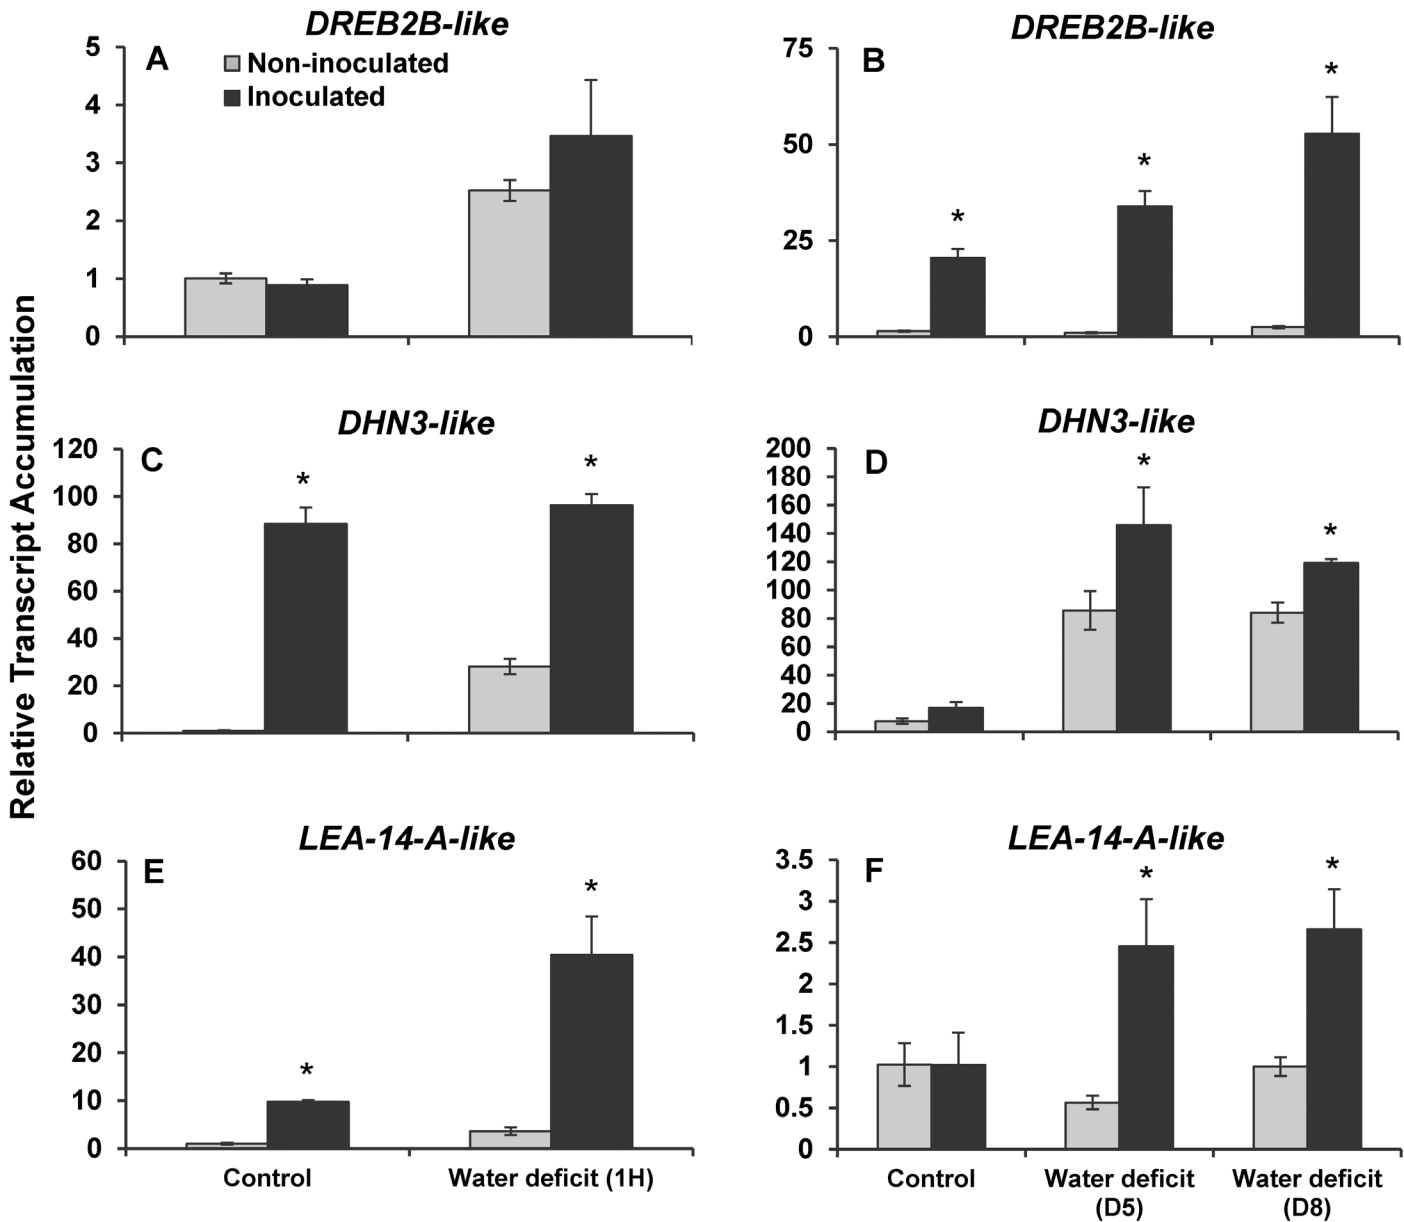 Relative Transcript Accumulation
DREB2B-like
A
Non-inoculated
Inoculated
5
4
3
2
1
0
DREB2B-like
B
75
50
25
0
*
*
*
DHN3-like
C
120
100
80
60
40
20
0
*
*
DHN3-like
D
200
180
160
140
120
100
80
60
40
20
0
*
*
LEA-14-A-like
E
60
50
40
30
20
10
0
*
*
Control
Water deficit (1H)
LEA-14-A-like
F
3.5
3
2.5
2
1.5
1
0.5
0
*
*
Control
Water deficit
(D5)
Water deficit
(D8)